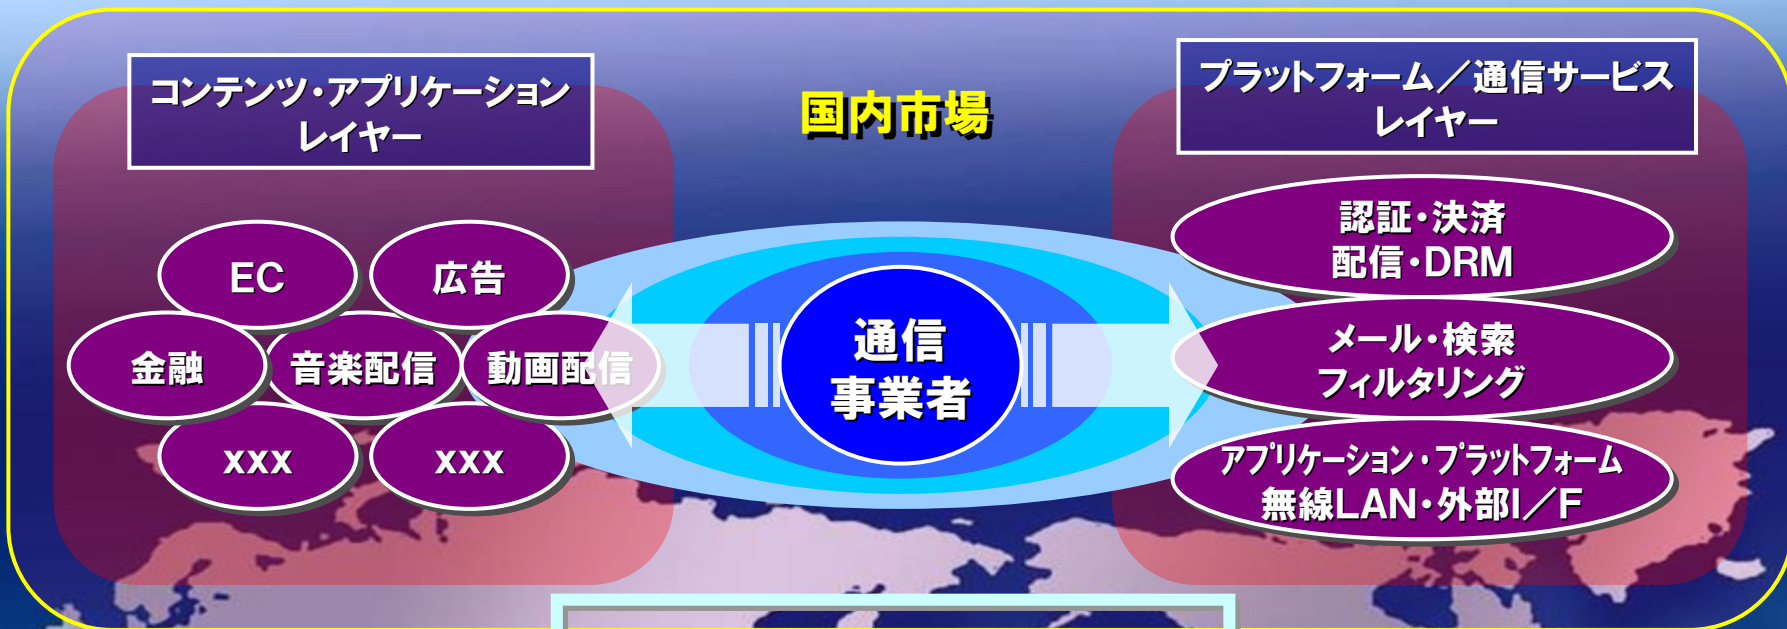 コンテンツ・アプリケーション
レイヤー
国内市場
プラットフォーム／通信サービス
レイヤー
EC
広告
金融
音楽配信
動画配信
xxx
xxx
通信
事業者
認証・決済
配信・DRM
メール・検索
フィルタリング
アプリケーション・プラットフォーム
無線LAN・外部I／F